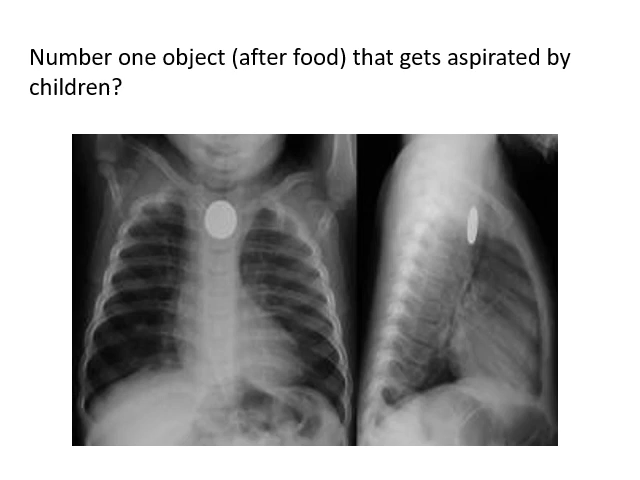 Number one object (after food) that gets aspirated by
children?